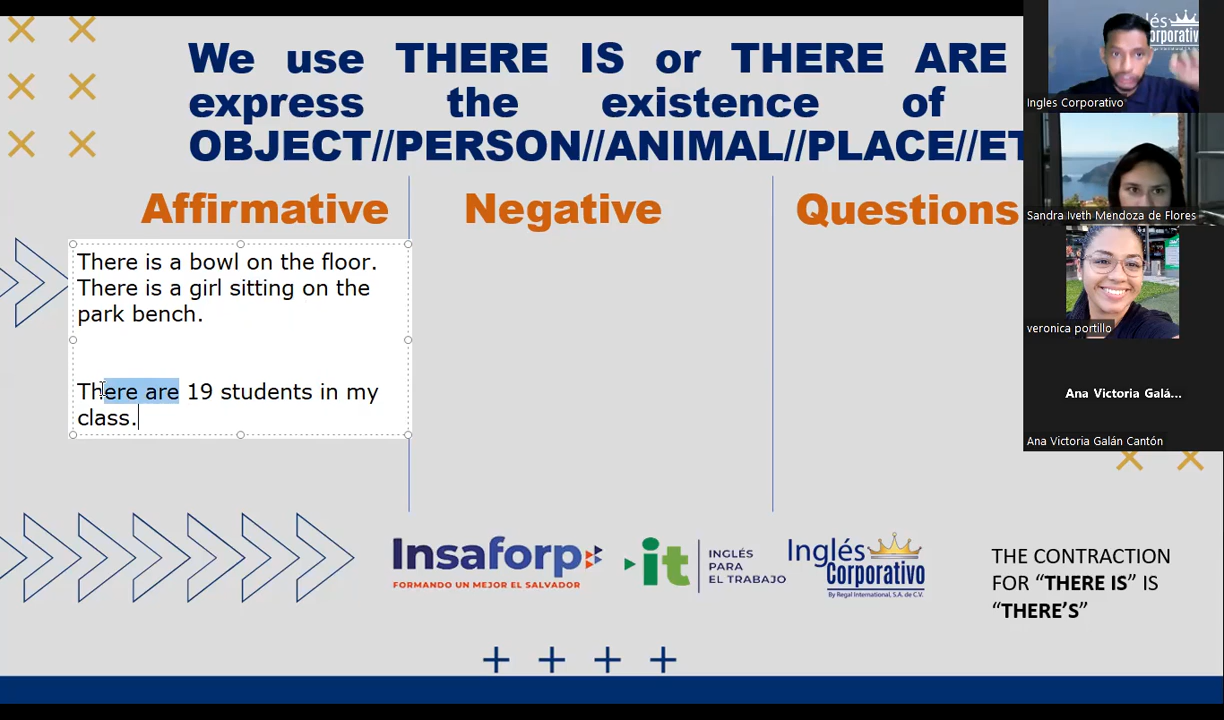 We use THERE IS or THERE ARE
express the existence of
OBJECT//PERSON//ANIMAL//PLACE//ET
Affirmative
Negative
Questions
There is a bowl on the floor.
There is a girl sitting on the
park bench.
There are 19 students in my
class.
Insaforp
FORMANDO UN MEJOR EL SALVADOR
it
INGLÉS
PARA
EL TRABAJO
Inglés
Corporativo
By Regal International, S.A. de C.V.
THE CONTRACTION
FOR “THERE IS” IS
“THERE’S”
glés
orporativo
Ingles Corporativo
Sandra Iveth Mendoza de Flores
veronica portillo
Ana Victoria Galá...
Ana Victoria Galán Cantón